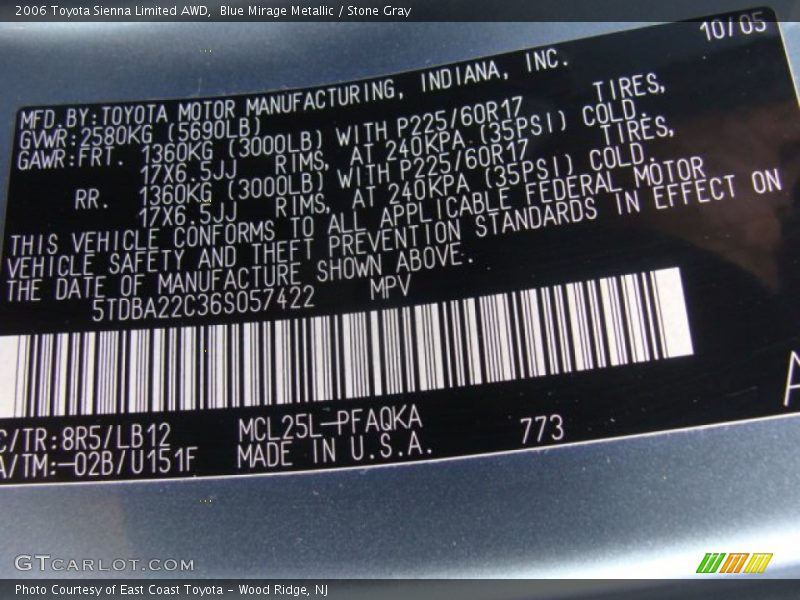 2006 Toyota Sienna Limited AWD,  Blue Mirage Metallic / Stone Gray
10/05
MFD.BY:TOYOTA MOTOR MANUFACTURING, INDIANA, INC.
GVWR:2580KG (5690LB)
GAWR:FRT. 1360KG (3000LB) WITH P225/60R17 TIRES,
17X6.5JJ RIMS, AT 240KPA (35PSI) COLD.
RR. 1360KG (3000LB) WITH P225/60R17 TIRES,
17X6.5JJ RIMS, AT 240KPA (35PSI) COLD.
THIS VEHICLE CONFORMS TO ALL APPLICABLE FEDERAL MOTOR
VEHICLE SAFETY AND THEFT PREVENTION STANDARDS IN EFFECT ON
THE DATE OF MANUFACTURE SHOWN ABOVE.
5TDBA22C36S057422 MPV
C/TR:8R5/LB12 MCL25L-PFAQKA 773 A
A/TM:-02B/U151F MADE IN U.S.A.
GTCARLOT.COM
Photo Courtesy of East Coast Toyota – Wood Ridge, NJ